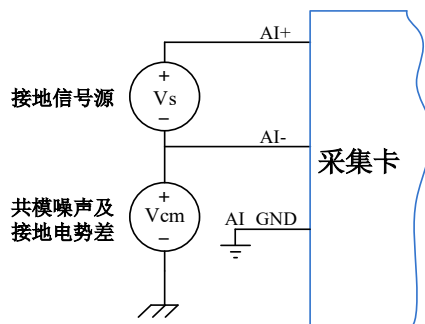 AI+
+
接地信号源
Vs
−
AI-
采集卡
+
共模噪声及
接地电势差
Vcm
−
AI GND